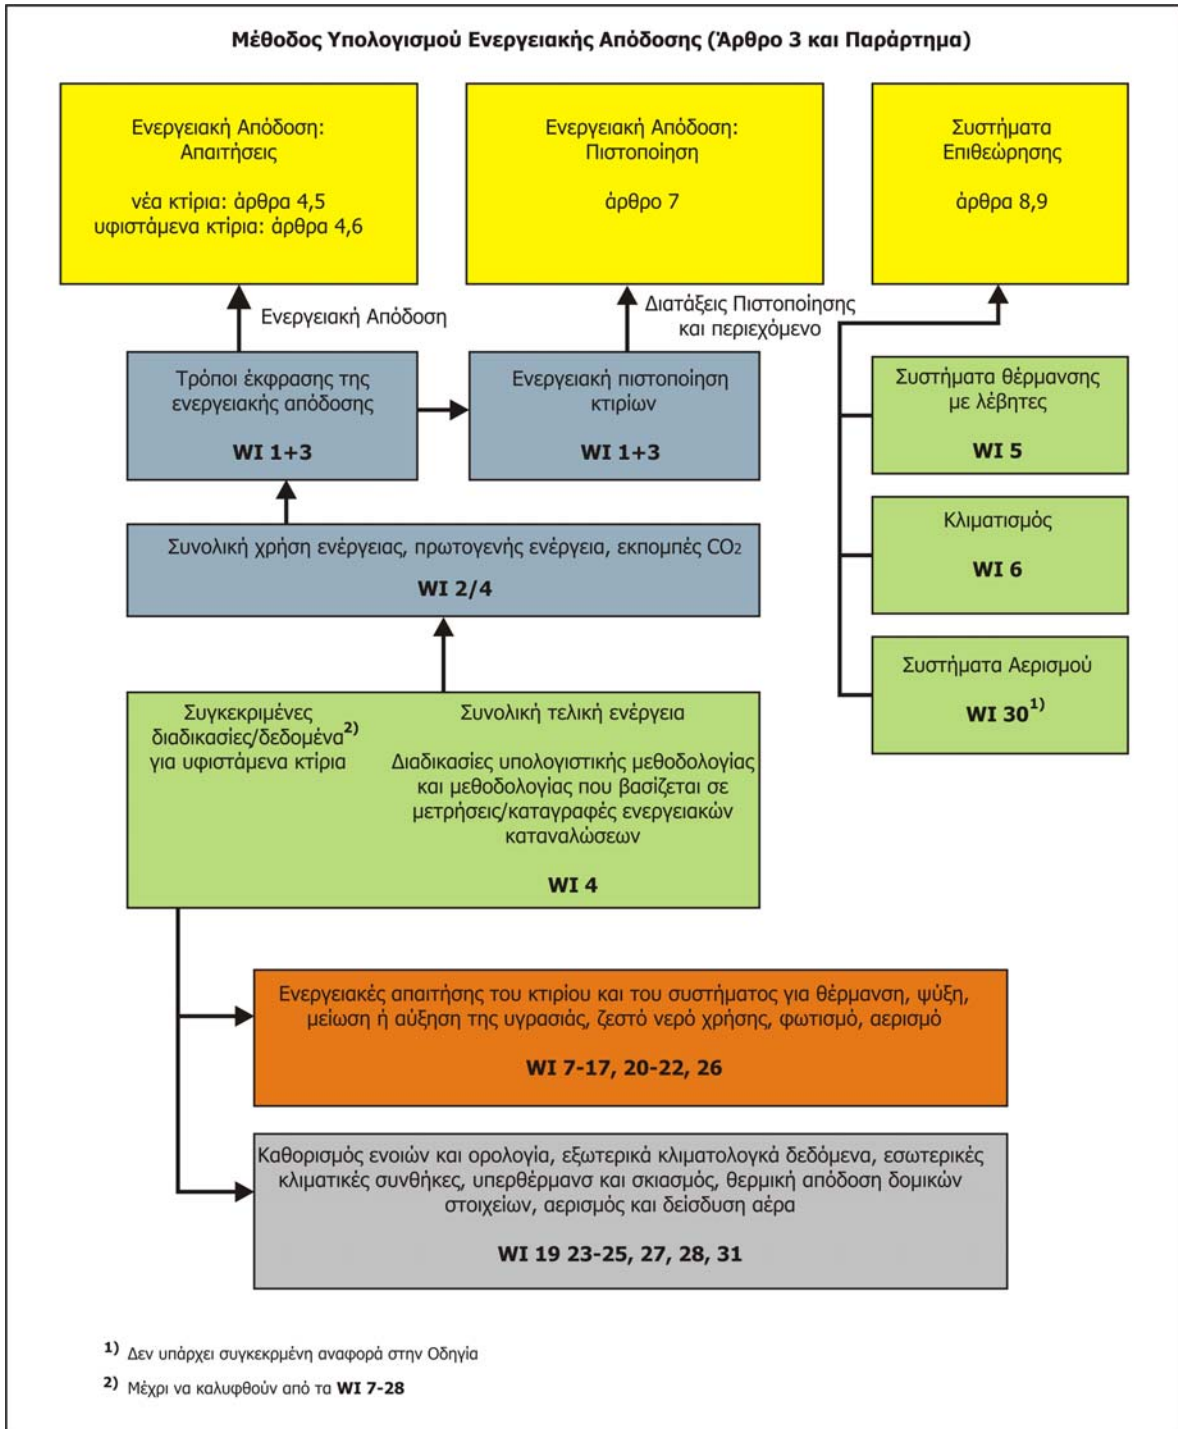 Μέθοδος Υπολογισμού Ενεργειακής Απόδοσης (Άρθρο 3 και Παράρτημα)
Ενεργειακή Απόδοση:
Απαιτήσεις
νέα κτίρια: άρθρα 4,5
υφιστάμενα κτίρια: άρθρα 4,6
Ενεργειακή Απόδοση:
Πιστοποίηση
άρθρο 7
Συστήματα
Επιθεώρησης
άρθρα 8,9
Ενεργειακή Απόδοση
Διατάξεις Πιστοποίησης
και περιεχόμενο
Τρόποι έκφρασης της
ενεργειακής απόδοσης
WI 1+3
Ενεργειακή πιστοποίηση
κτιρίων
WI 1+3
Συστήματα θέρμανσης
με λέβητες
WI 5
Συνολική χρήση ενέργειας, πρωτογενής ενέργεια, εκπομπές CO2
WI 2/4
Κλιματισμός
WI 6
Συστήματα Αερισμού
WI 30 1)
Συγκεκριμένες
διαδικασίες/δεδομένα 2)
για υφιστάμενα κτίρια
Συνολική τελική ενέργεια
Διαδικασίες υπολογιστικής μεθοδολογίας
και μεθοδολογίας που βασίζεται σε
μετρήσεις/καταγραφές ενεργειακών
καταναλώσεων
WI 4
Ενεργειακές απαιτήσης του κτιρίου και του συστήματος για θέρμανση, ψύξη,
μείωση ή αύξηση της υγρασιάς, ζεστό νερό χρήσης, φωτισμό, αερισμό
WI 7-17, 20-22, 26
Καθορισμός ενοιών και ορολογία, εξωτερικά κλιματολογκά δεδόμενα, εσωτερικές
κλιματικές συνθήκες, υπερθέρμανσ και σκιασμός, θερμική απόδοση δομικών
στοιχείων, αερισμός και δείσδυση αέρα
WI 19 23-25, 27, 28, 31
1) Δεν υπάρχει συγκεκρμένη αναφορά στην Οδηγία
2) Μέχρι να καλυφθούν από τα WI 7-28